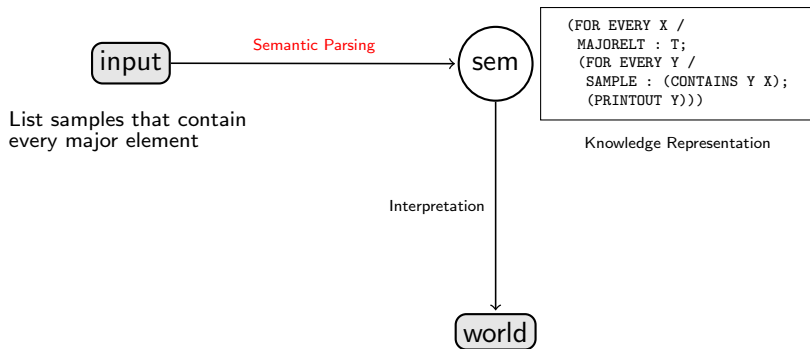 input
Semantic Parsing
sem
(FOR EVERY X /
MAJORELT : T;
(FOR EVERY Y /
SAMPLE : (CONTAINS Y X);
(PRINTOUT Y)))
List samples that contain
every major element
Knowledge Representation
Interpretation
world